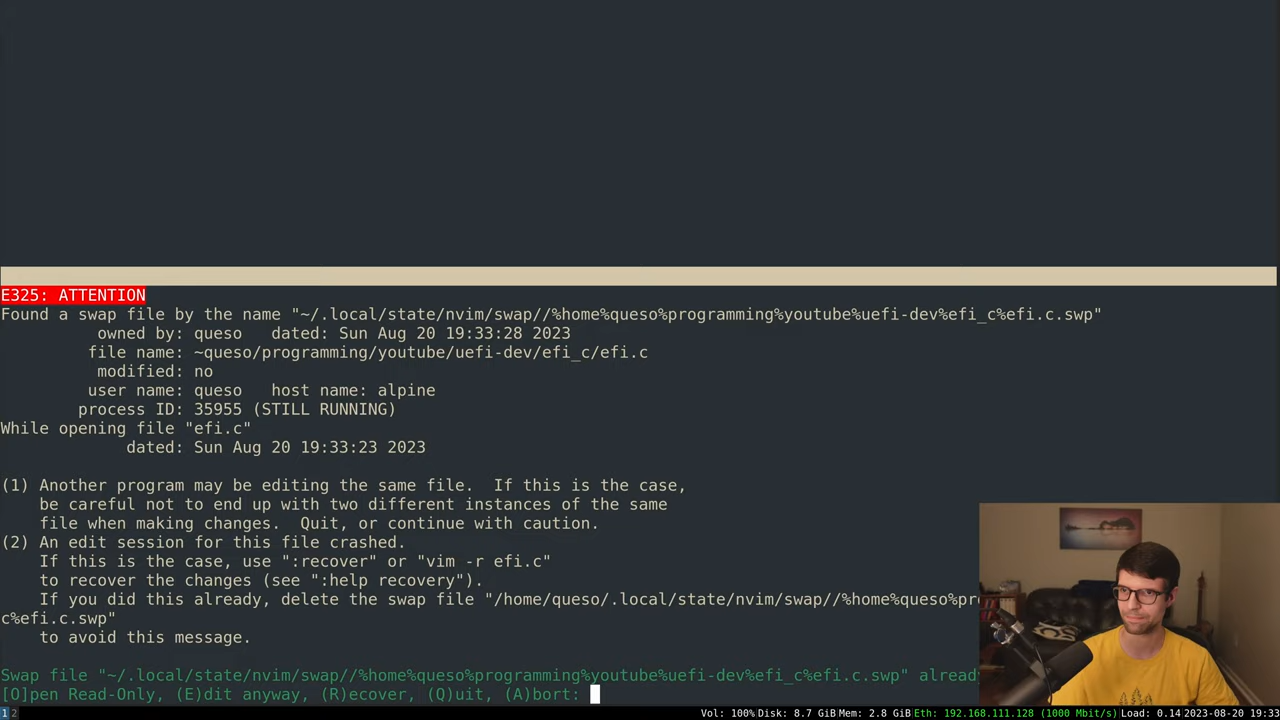 E325: ATTENTION
Found a swap file by the name "~/.local/state/nvim/swap//%home%queso%programming%youtube%uefi-dev%efi_c%efi.c.swp"
owned by: queso   dated: Sun Aug 20 19:33:28 2023
file name: ~queso/programming/youtube/uefi-dev/efi_c/efi.c
modified: no
user name: queso   host name: alpine
process ID: 35955 (STILL RUNNING)
While opening file "efi.c"
dated: Sun Aug 20 19:33:23 2023
(1) Another program may be editing the same file.  If this is the case,
be careful not to end up with two different instances of the same
file when making changes.  Quit, or continue with caution.
(2) An edit session for this file crashed.
If this is the case, use ":recover" or "vim -r efi.c"
to recover the changes (see ":help recovery").
If you did this already, delete the swap file "/home/queso/.local/state/nvim/swap//%home%queso%pr
c%efi.c.swp"
to avoid this message.
Swap file "~/.local/state/nvim/swap//%home%queso%programming%youtube%uefi-dev%efi_c%efi.c.swp" alread
[O]pen Read-Only, (E)dit anyway, (R)ecover, (Q)uit, (A)bort:
1 2 Vol: 100% Disk: 8.7 GiB Mem: 2.8 GiB Eth: 192.168.111.128 (1000 Mbit/s) Load: 0.14 2023-08-20 19:33